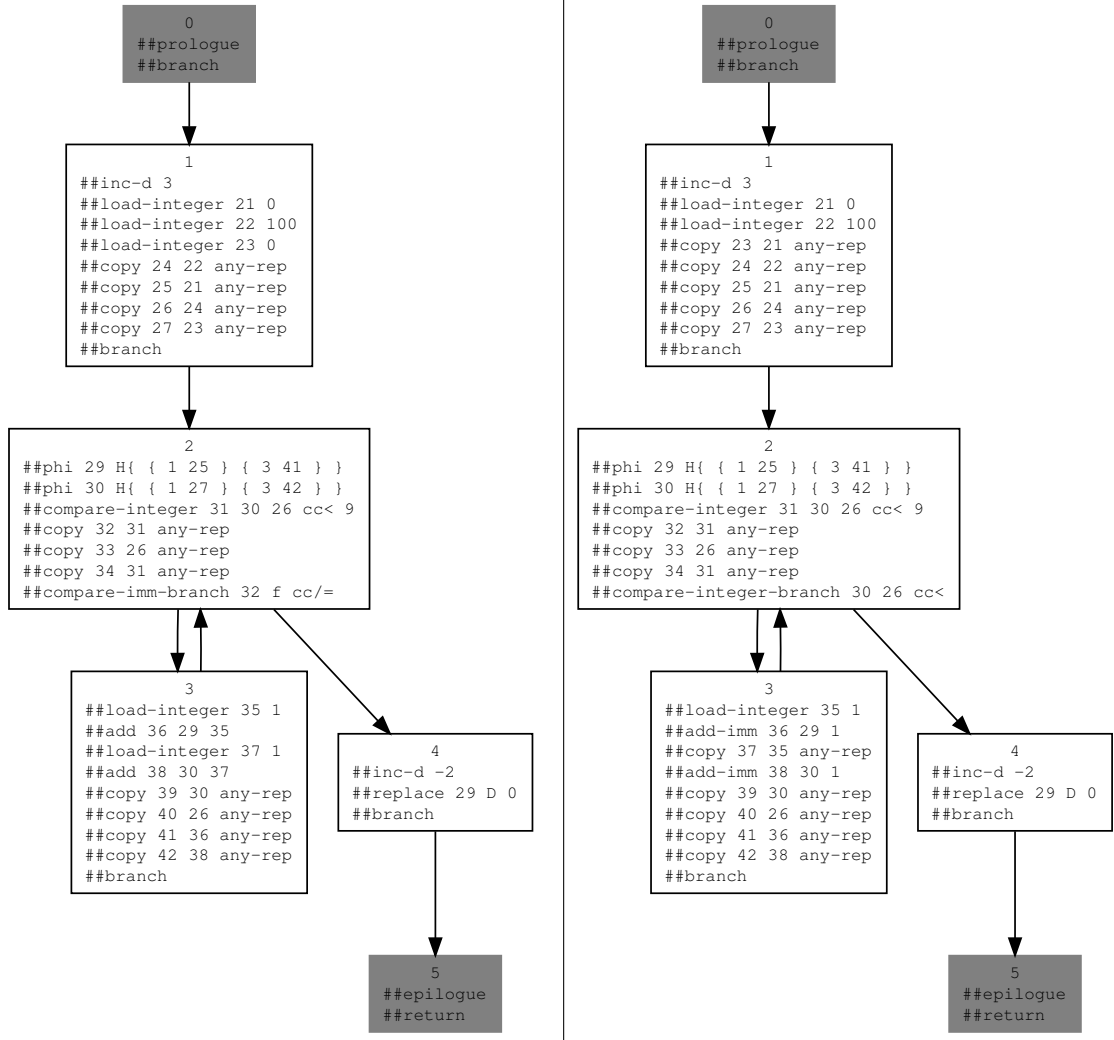 0
##prologue
##branch
1
##inc-d 3
##load-integer 21 0
##load-integer 22 100
##load-integer 23 0
##copy 24 22 any-rep
##copy 25 21 any-rep
##copy 26 24 any-rep
##copy 27 23 any-rep
##branch
2
##phi 29 H{ { 1 25 } { 3 41 } }
##phi 30 H{ { 1 27 } { 3 42 } }
##compare-integer 31 30 26 cc< 9
##copy 32 31 any-rep
##copy 33 26 any-rep
##copy 34 31 any-rep
##compare-imm-branch 32 f cc/=
3
##load-integer 35 1
##add 36 29 35
##load-integer 37 1
##add 38 30 37
##copy 39 30 any-rep
##copy 40 26 any-rep
##copy 41 36 any-rep
##copy 42 38 any-rep
##branch
4
##inc-d -2
##replace 29 D 0
##branch
5
##epilogue
##return
0
##prologue
##branch
1
##inc-d 3
##load-integer 21 0
##load-integer 22 100
##copy 23 21 any-rep
##copy 24 22 any-rep
##copy 25 21 any-rep
##copy 26 24 any-rep
##copy 27 23 any-rep
##branch
2
##phi 29 H{ { 1 25 } { 3 41 } }
##phi 30 H{ { 1 27 } { 3 42 } }
##compare-integer 31 30 26 cc< 9
##copy 32 31 any-rep
##copy 33 26 any-rep
##copy 34 31 any-rep
##compare-integer-branch 30 26 cc<
3
##load-integer 35 1
##add-imm 36 29 1
##copy 37 35 any-rep
##add-imm 38 30 1
##copy 39 30 any-rep
##copy 40 26 any-rep
##copy 41 36 any-rep
##copy 42 38 any-rep
##branch
4
##inc-d -2
##replace 29 D 0
##branch
5
##epilogue
##return